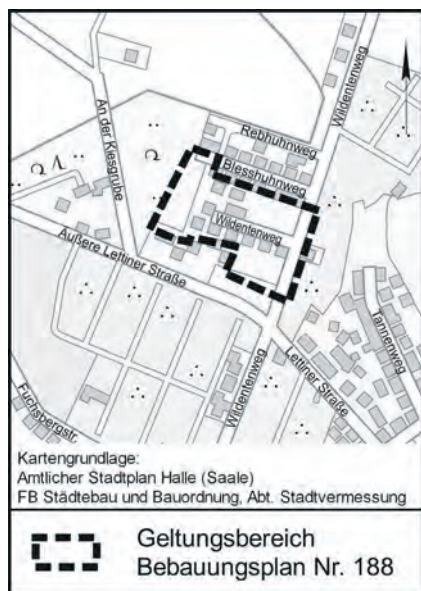 Wildentenweg
An der Kiesgrube
Rebhuhnweg
Blesshuhnweg
Wildentenweg
Äußere Lettiner Straße
Tannenweg
Lettiner Straße
Wildentenweg
Fuchsbergstr.
Kartengrundlage:
Amtlicher Stadtplan Halle (Saale)
FB Städtebau und Bauordnung, Abt. Stadtvermessung
Geltungsbereich
Bebauungsplan Nr. 188